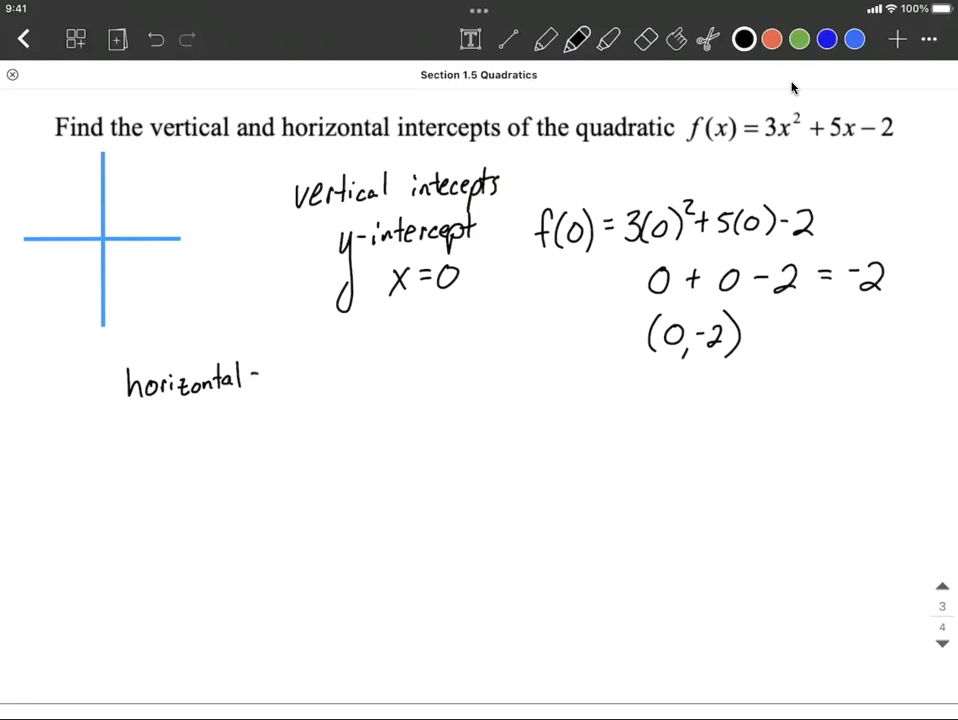 9:41
100%
Section 1.5 Quadratics
Find the vertical and horizontal intercepts of the quadratic f(x) = 3x² + 5x − 2
vertical intecepts
y-intercept
x = 0
f(0) = 3(0)² + 5(0) - 2
0 + 0 - 2 = -2
(0, -2)
horizontal -
3
4